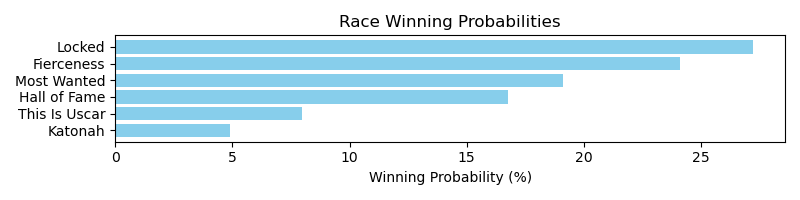 Race Winning Probabilities
Locked
Fierceness
Most Wanted
Hall of Fame
This Is Uscar
Katonah
0 5 10 15 20 25
Winning Probability (%)